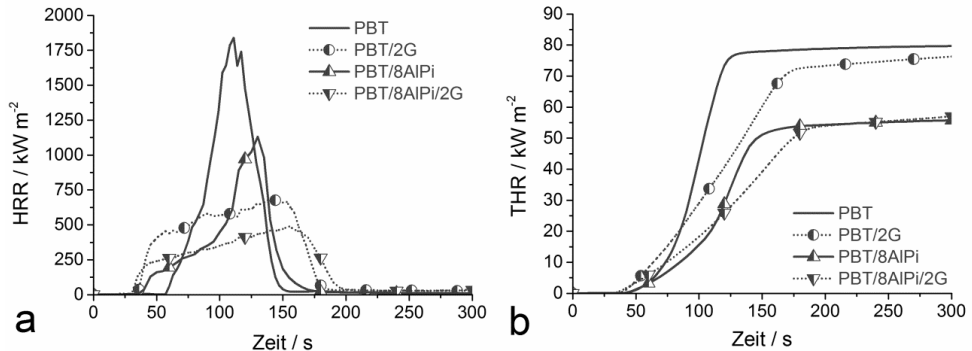 2000
1750
1500
1250
1000
750
500
250
0
HRR / kW m-2
0 50 100 150 200 250 300
Zeit / s
PBT
PBT/2G
PBT/8AlPi
PBT/8AlPi/2G
a
90
80
70
60
50
40
30
20
10
0
THR / kW m-2
0 50 100 150 200 250 300
Zeit / s
PBT
PBT/2G
PBT/8AlPi
PBT/8AlPi/2G
b